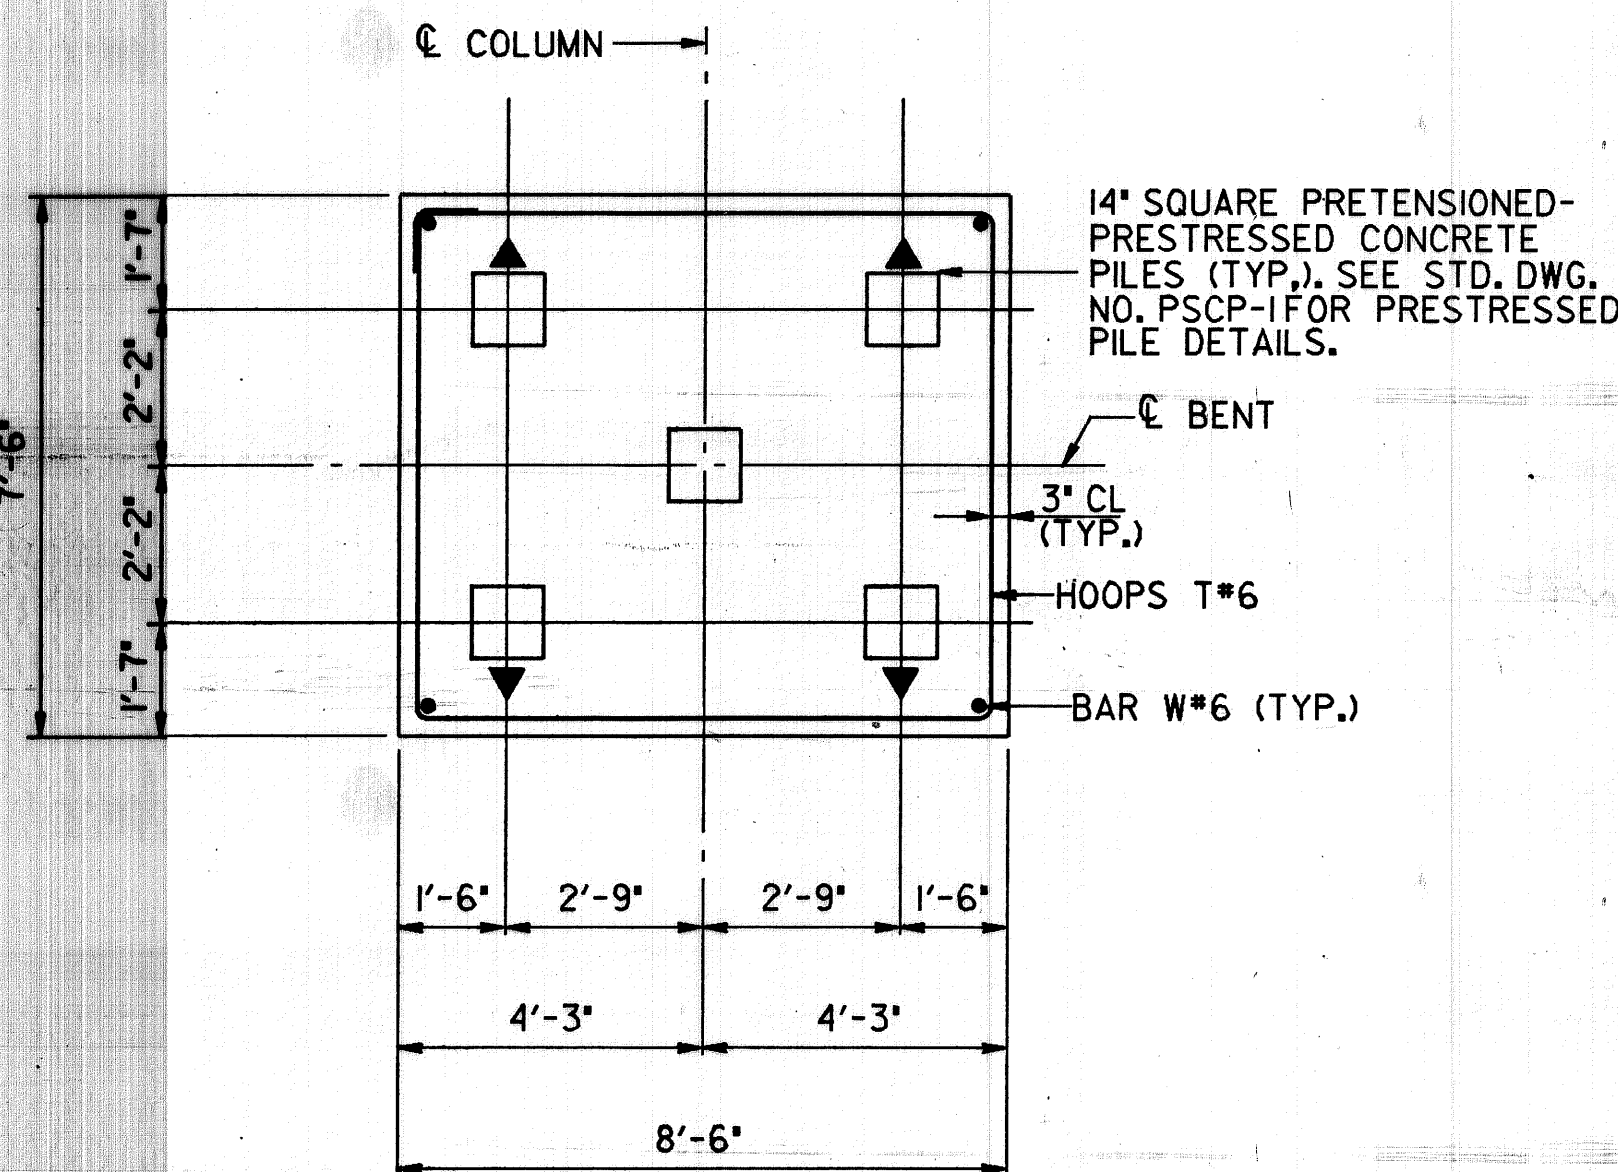 ℄ COLUMN
14" SQUARE PRETENSIONED-
PRESTRESSED CONCRETE
PILES (TYP.). SEE STD. DWG.
NO. PSCP-1 FOR PRESTRESSED
PILE DETAILS.
℄ BENT
3" CL
(TYP.)
HOOPS T#6
BAR W#6 (TYP.)
7'-6"
1'-7"
2'-2"
2'-2"
1'-7"
1'-6" 2'-9" 2'-9" 1'-6"
4'-3" 4'-3"
8'-6"